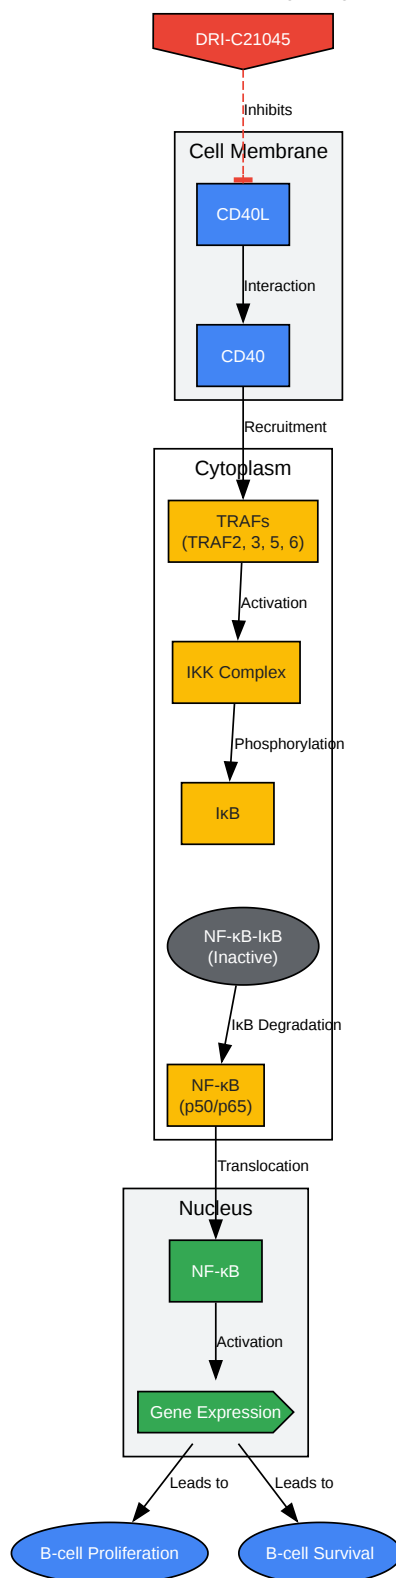 DRI-C21045
Inhibits
Cell Membrane
CD40L
Interaction
CD40
Recruitment
Cytoplasm
TRAFs
(TRAF2, 3, 5, 6)
Activation
IKK Complex
Phosphorylation
IκB
NF-κB-IκB
(Inactive)
IκB Degradation
NF-κB
(p50/p65)
Translocation
Nucleus
NF-κB
Activation
Gene Expression
Leads to
Leads to
B-cell Proliferation
B-cell Survival